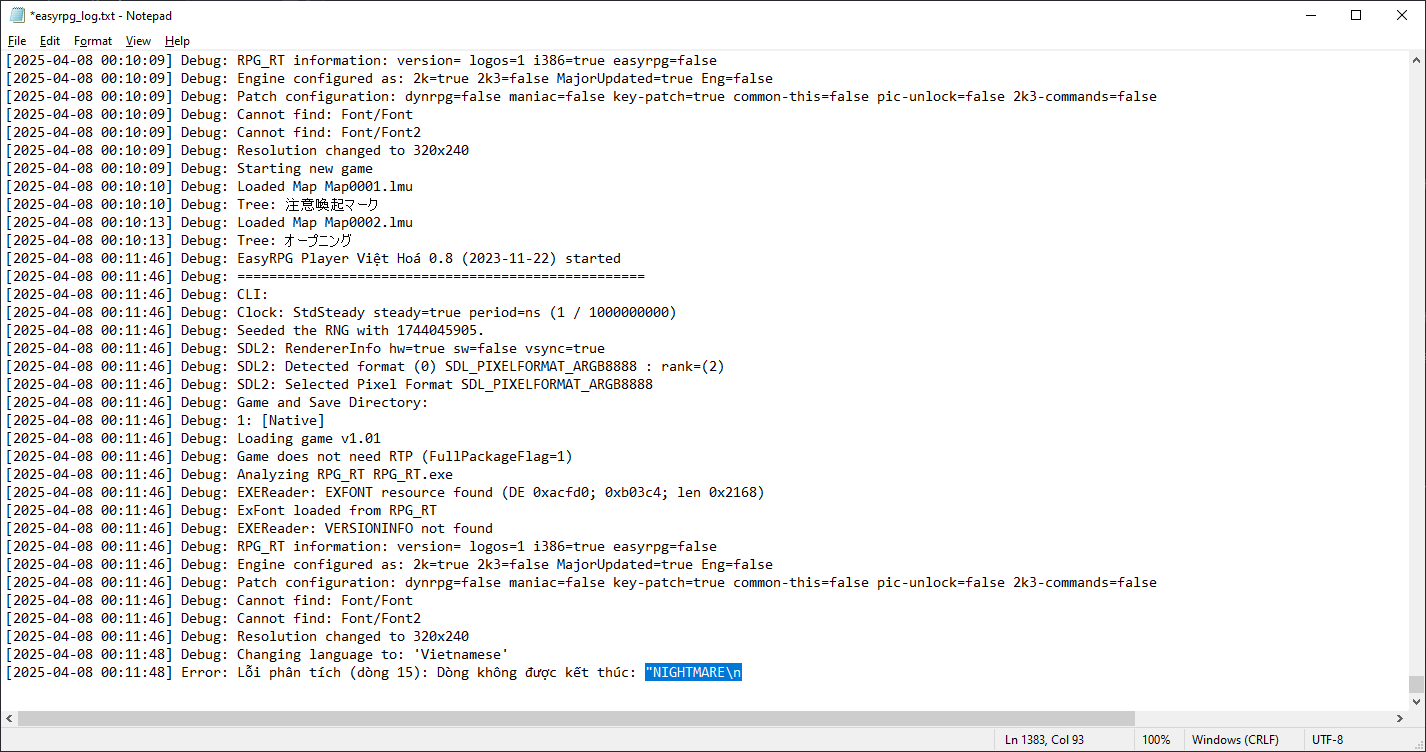 *easyrpg_log.txt - Notepad
File Edit Format View Help
[2025-04-08 00:10:09] Debug: RPG_RT information: version= logos=1 i386=true easyrpg=false
[2025-04-08 00:10:09] Debug: Engine configured as: 2k=true 2k3=false MajorUpdated=true Eng=false
[2025-04-08 00:10:09] Debug: Patch configuration: dynrpg=false maniac=false key-patch=true common-this=false pic-unlock=false 2k3-commands=false
[2025-04-08 00:10:09] Debug: Cannot find: Font/Font
[2025-04-08 00:10:09] Debug: Cannot find: Font/Font2
[2025-04-08 00:10:09] Debug: Resolution changed to 320x240
[2025-04-08 00:10:09] Debug: Starting new game
[2025-04-08 00:10:10] Debug: Loaded Map Map0001.lmu
[2025-04-08 00:10:10] Debug: Tree: 注意喚起マーク
[2025-04-08 00:10:13] Debug: Loaded Map Map0002.lmu
[2025-04-08 00:10:13] Debug: Tree: オープニング
[2025-04-08 00:11:46] Debug: EasyRPG Player Việt Hoá 0.8 (2023-11-22) started
[2025-04-08 00:11:46] Debug: ===================================================
[2025-04-08 00:11:46] Debug: CLI:
[2025-04-08 00:11:46] Debug: Clock: StdSteady steady=true period=ns (1 / 1000000000)
[2025-04-08 00:11:46] Debug: Seeded the RNG with 1744045905.
[2025-04-08 00:11:46] Debug: SDL2: RendererInfo hw=true sw=false vsync=true
[2025-04-08 00:11:46] Debug: SDL2: Detected format (0) SDL_PIXELFORMAT_ARGB8888 : rank=(2)
[2025-04-08 00:11:46] Debug: SDL2: Selected Pixel Format SDL_PIXELFORMAT_ARGB8888
[2025-04-08 00:11:46] Debug: Game and Save Directory:
[2025-04-08 00:11:46] Debug: 1: [Native]
[2025-04-08 00:11:46] Debug: Loading game v1.01
[2025-04-08 00:11:46] Debug: Game does not need RTP (FullPackageFlag=1)
[2025-04-08 00:11:46] Debug: Analyzing RPG_RT RPG_RT.exe
[2025-04-08 00:11:46] Debug: EXEReader: EXFONT resource found (DE 0xacfd0; 0xb03c4; len 0x2168)
[2025-04-08 00:11:46] Debug: ExFont loaded from RPG_RT
[2025-04-08 00:11:46] Debug: EXEReader: VERSIONINFO not found
[2025-04-08 00:11:46] Debug: RPG_RT information: version= logos=1 i386=true easyrpg=false
[2025-04-08 00:11:46] Debug: Engine configured as: 2k=true 2k3=false MajorUpdated=true Eng=false
[2025-04-08 00:11:46] Debug: Patch configuration: dynrpg=false maniac=false key-patch=true common-this=false pic-unlock=false 2k3-commands=false
[2025-04-08 00:11:46] Debug: Cannot find: Font/Font
[2025-04-08 00:11:46] Debug: Cannot find: Font/Font2
[2025-04-08 00:11:46] Debug: Resolution changed to 320x240
[2025-04-08 00:11:48] Debug: Changing language to: 'Vietnamese'
[2025-04-08 00:11:48] Error: Lỗi phân tích (dòng 15): Dòng không được kết thúc: "NIGHTMARE\n
Ln 1383, Col 93 100% Windows (CRLF) UTF-8